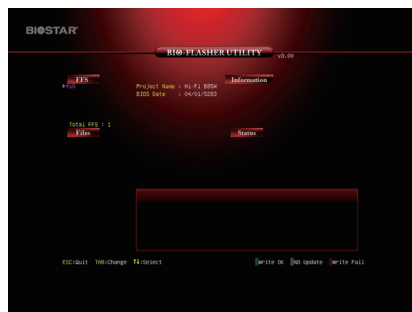 BIOSTAR
BIO-FLASHER UTILITY v3.00
FFS Information
fs0
Project Name : Hi-Fi B85W
BIOS Date : 04/01/5203
Total FFS : 1
Files Status
ESC:Quit TAB:Change ↑↓:Select Write OK NO Update Write Fail